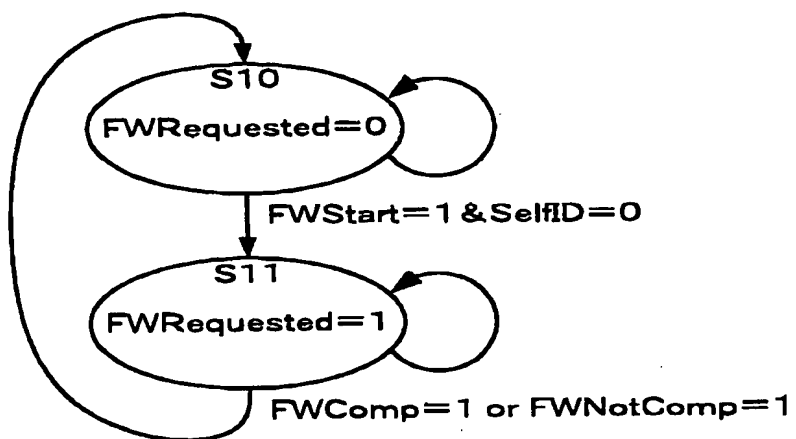 S10
FWRequested=0
FWStart=1 &SelfID=0
S11
FWRequested=1
FWComp=1 or FWNotComp=1